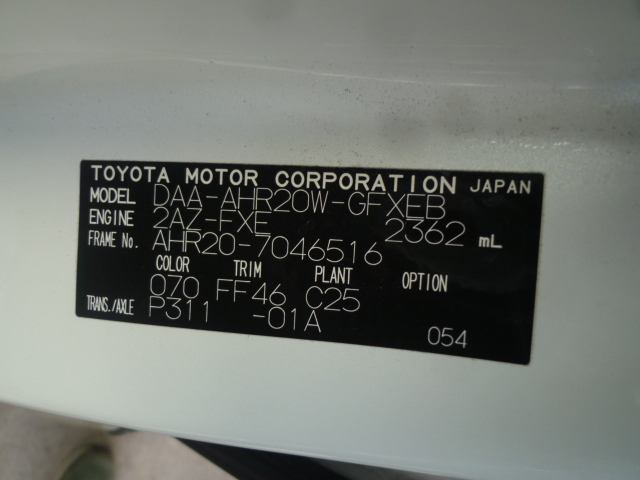 TOYOTA MOTOR CORPORATION JAPAN
MODEL DAA-AHR20W-GFXEB
ENGINE 2AZ-FXE 2362 mL
FRAME No. AHR20-7046516
COLOR TRIM PLANT OPTION
070 FF46 C25
TRANS./AXLE P311 -01A
054